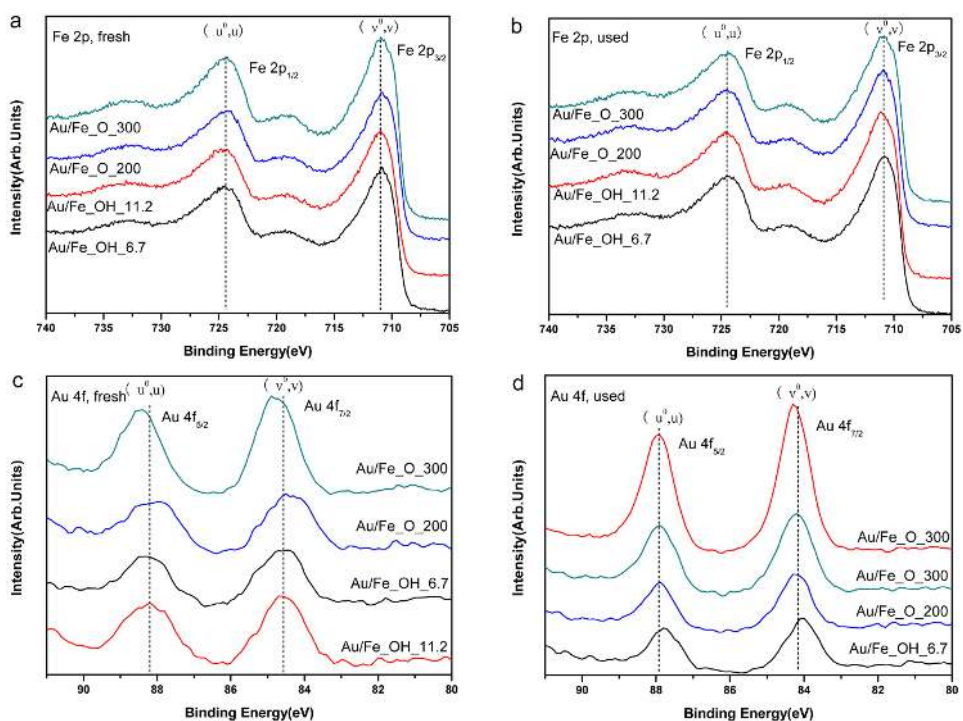 a
Fe 2p, fresh
( u⁰,u)
Fe 2p1/2
( v⁰,v)
Fe 2p3/2
Au/Fe_O_300
Au/Fe_O_200
Au/Fe_OH_11.2
Au/Fe_OH_6.7
Intensity(Arb.Units)
740 735 730 725 720 715 710 705
Binding Energy(eV)
b
Fe 2p, used
( u⁰,u)
Fe 2p1/2
( v⁰,v)
Fe 2p3/2
Au/Fe_O_300
Au/Fe_O_200
Au/Fe_OH_11.2
Au/Fe_OH_6.7
Intensity(Arb.Units)
740 735 730 725 720 715 710 705
Binding Energy(eV)
c
Au 4f, fresh
( u⁰,u)
Au 4f5/2
( v⁰,v)
Au 4f7/2
Au/Fe_O_300
Au/Fe_O_200
Au/Fe_OH_6.7
Au/Fe_OH_11.2
Intensity(Arb.Units)
90 88 86 84 82 80
Binding Energy(eV)
d
Au 4f, used
( u⁰,u)
Au 4f5/2
( v⁰,v)
Au 4f7/2
Au/Fe_O_300
Au/Fe_O_300
Au/Fe_O_200
Au/Fe_OH_6.7
Intensity(Arb.Units)
90 88 86 84 82 80
Binding Energy(eV)